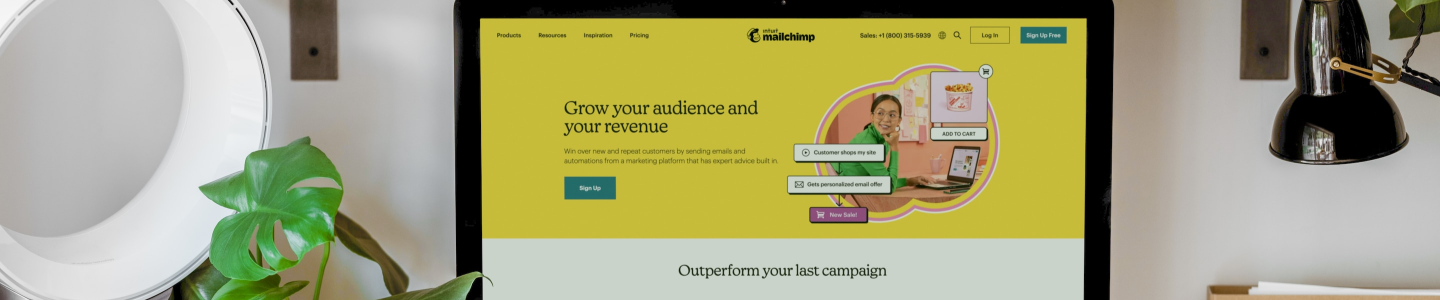 Products
Resources
Inspiration
Pricing
intuit
mailchimp
Sales: +1 (800) 315-5939
Log In
Sign Up Free
Grow your audience and
your revenue
Win over new and repeat customers by sending emails and
automations from a marketing platform that has expert advice built in.
Sign Up
ADD TO CART
Customer shops my site
Gets personalized email offer
New Sale!
Outperform your last campaign